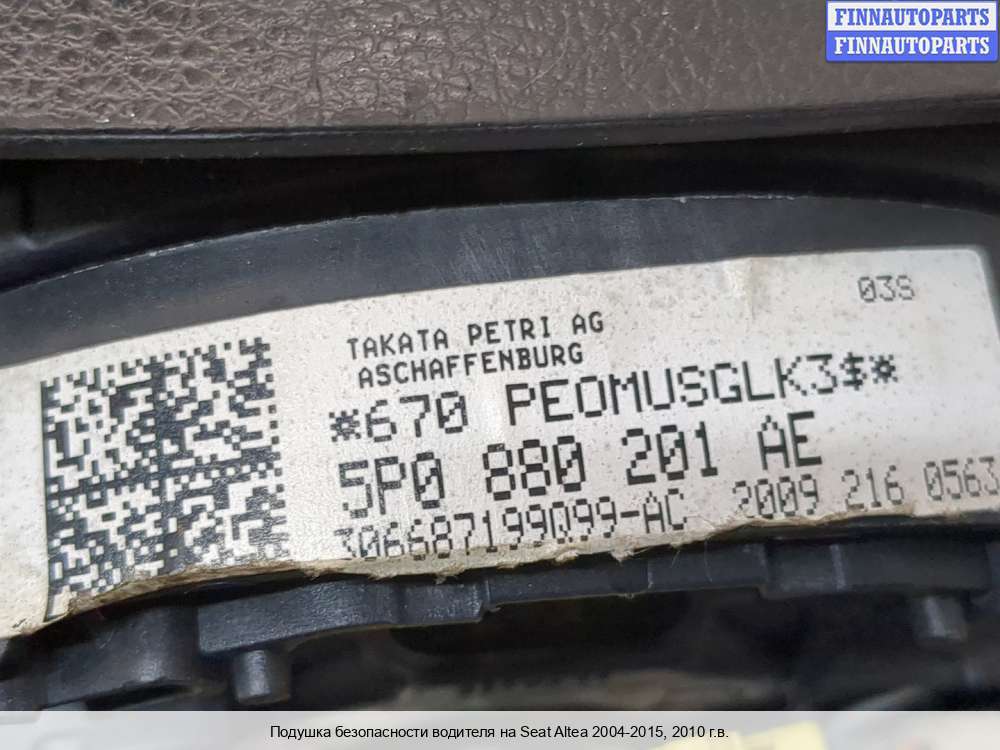 FINNAUTOPARTS
FINNAUTOPARTS
03S
TAKATA PETRI AG
ASCHAFFENBURG
*670 PEOMUSGLK3$*
5P0 880 201 AE
306687199Q99-AC 2009 216 0563
Подушка безопасности водителя на Seat Altea 2004-2015, 2010 г.в.